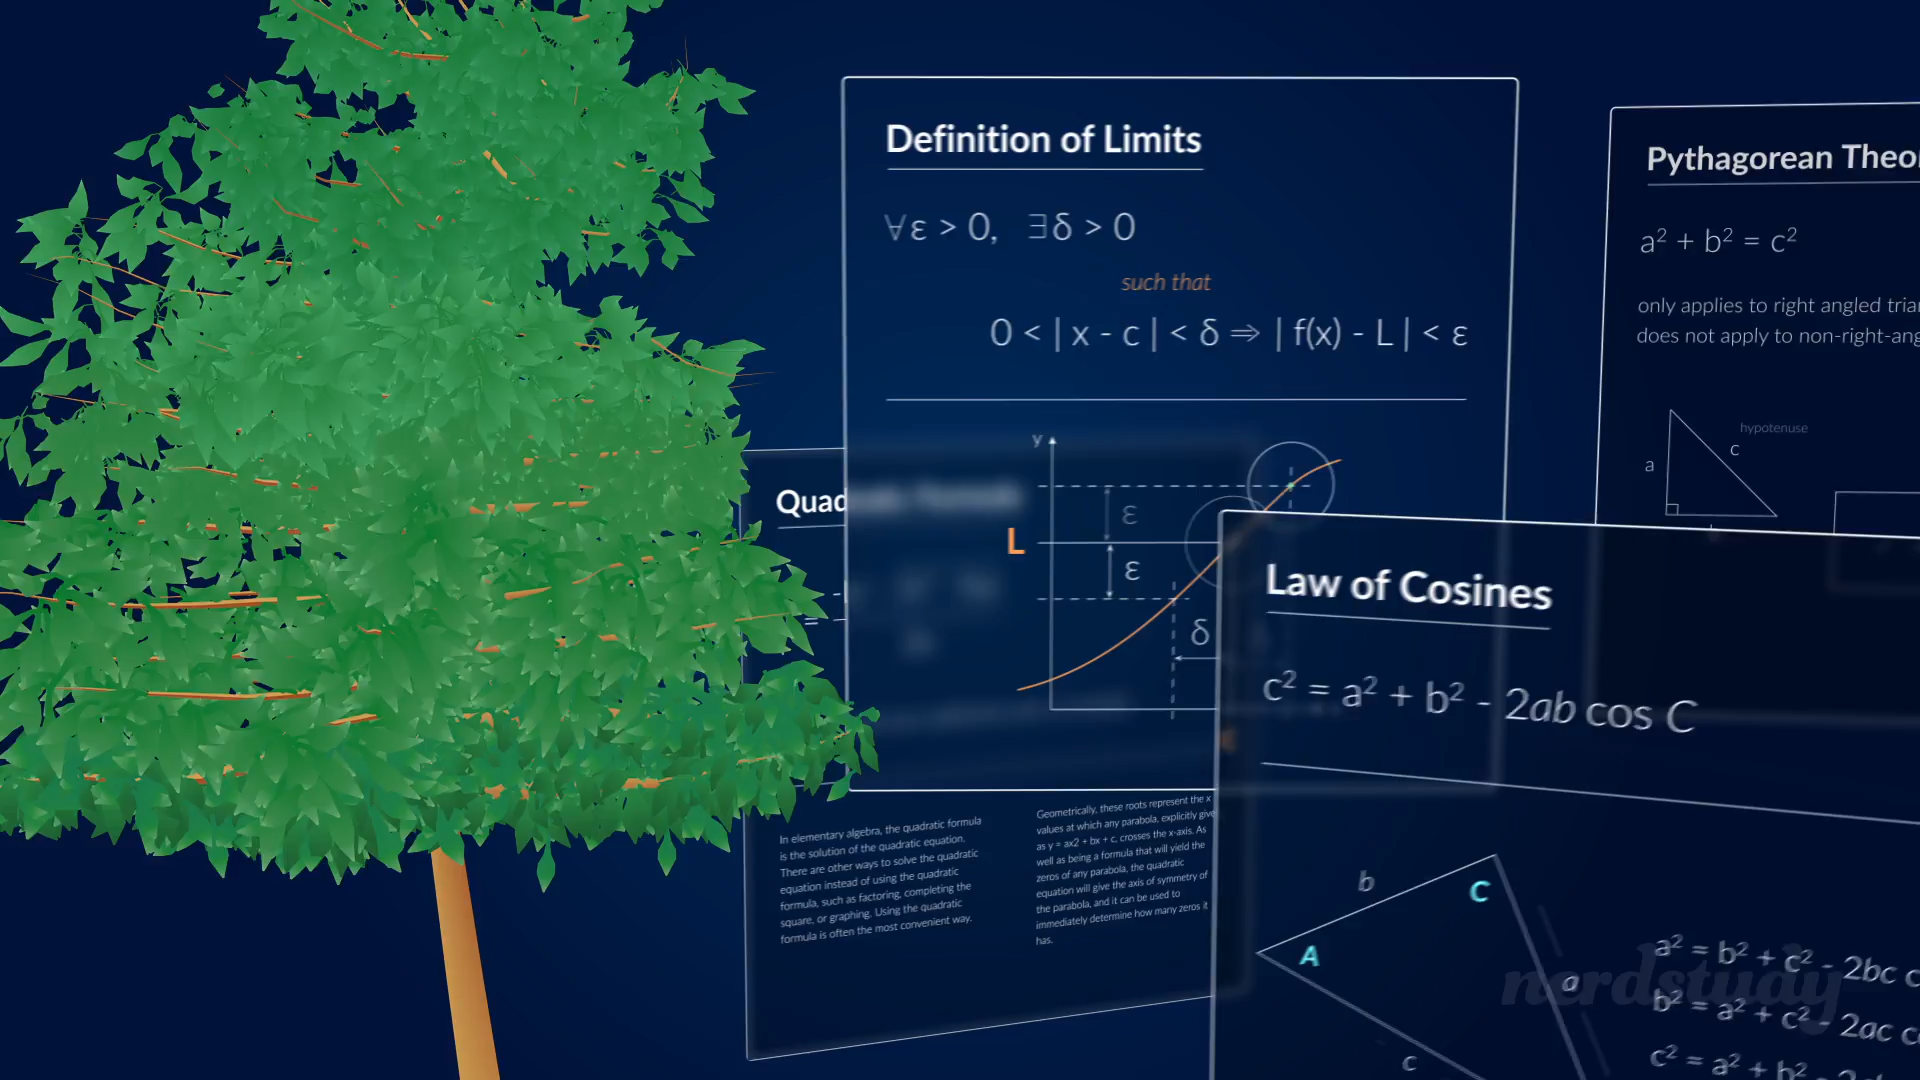 Definition of Limits
∀ε > 0, ∃δ > 0
such that
0 < | x - c | < δ ⇒ | f(x) - L | < ε
y
ε
L
ε
δ
Pythagorean
a² + b² = c²
only applies to right angled
does not apply to
hypotenuse
c
a
Law of Cosines
c² = a² + b² - 2ab cos C
b
C
A
a
c
a² = b² + c² - 2bc
b² = a² + c² - 2ac
c² = a² + b²
In elementary algebra, the quadratic formula
is the solution of the quadratic equation.
There are other ways to solve the quadratic
equation instead of using the quadratic
formula, such as factoring, completing the
square, or graphing. Using the quadratic
formula is often the most convenient way.
Geometrically, these roots represent the x
values at which any parabola, explicitly give
as y = ax2 + bx + c, crosses the x-axis. As
well as being a formula that will yield the
zeros of any parabola, the quadratic
equation will give the axis of symmetry of
the parabola, and it can be used to
immediately determine how many zeros it
has.
nerdstudy